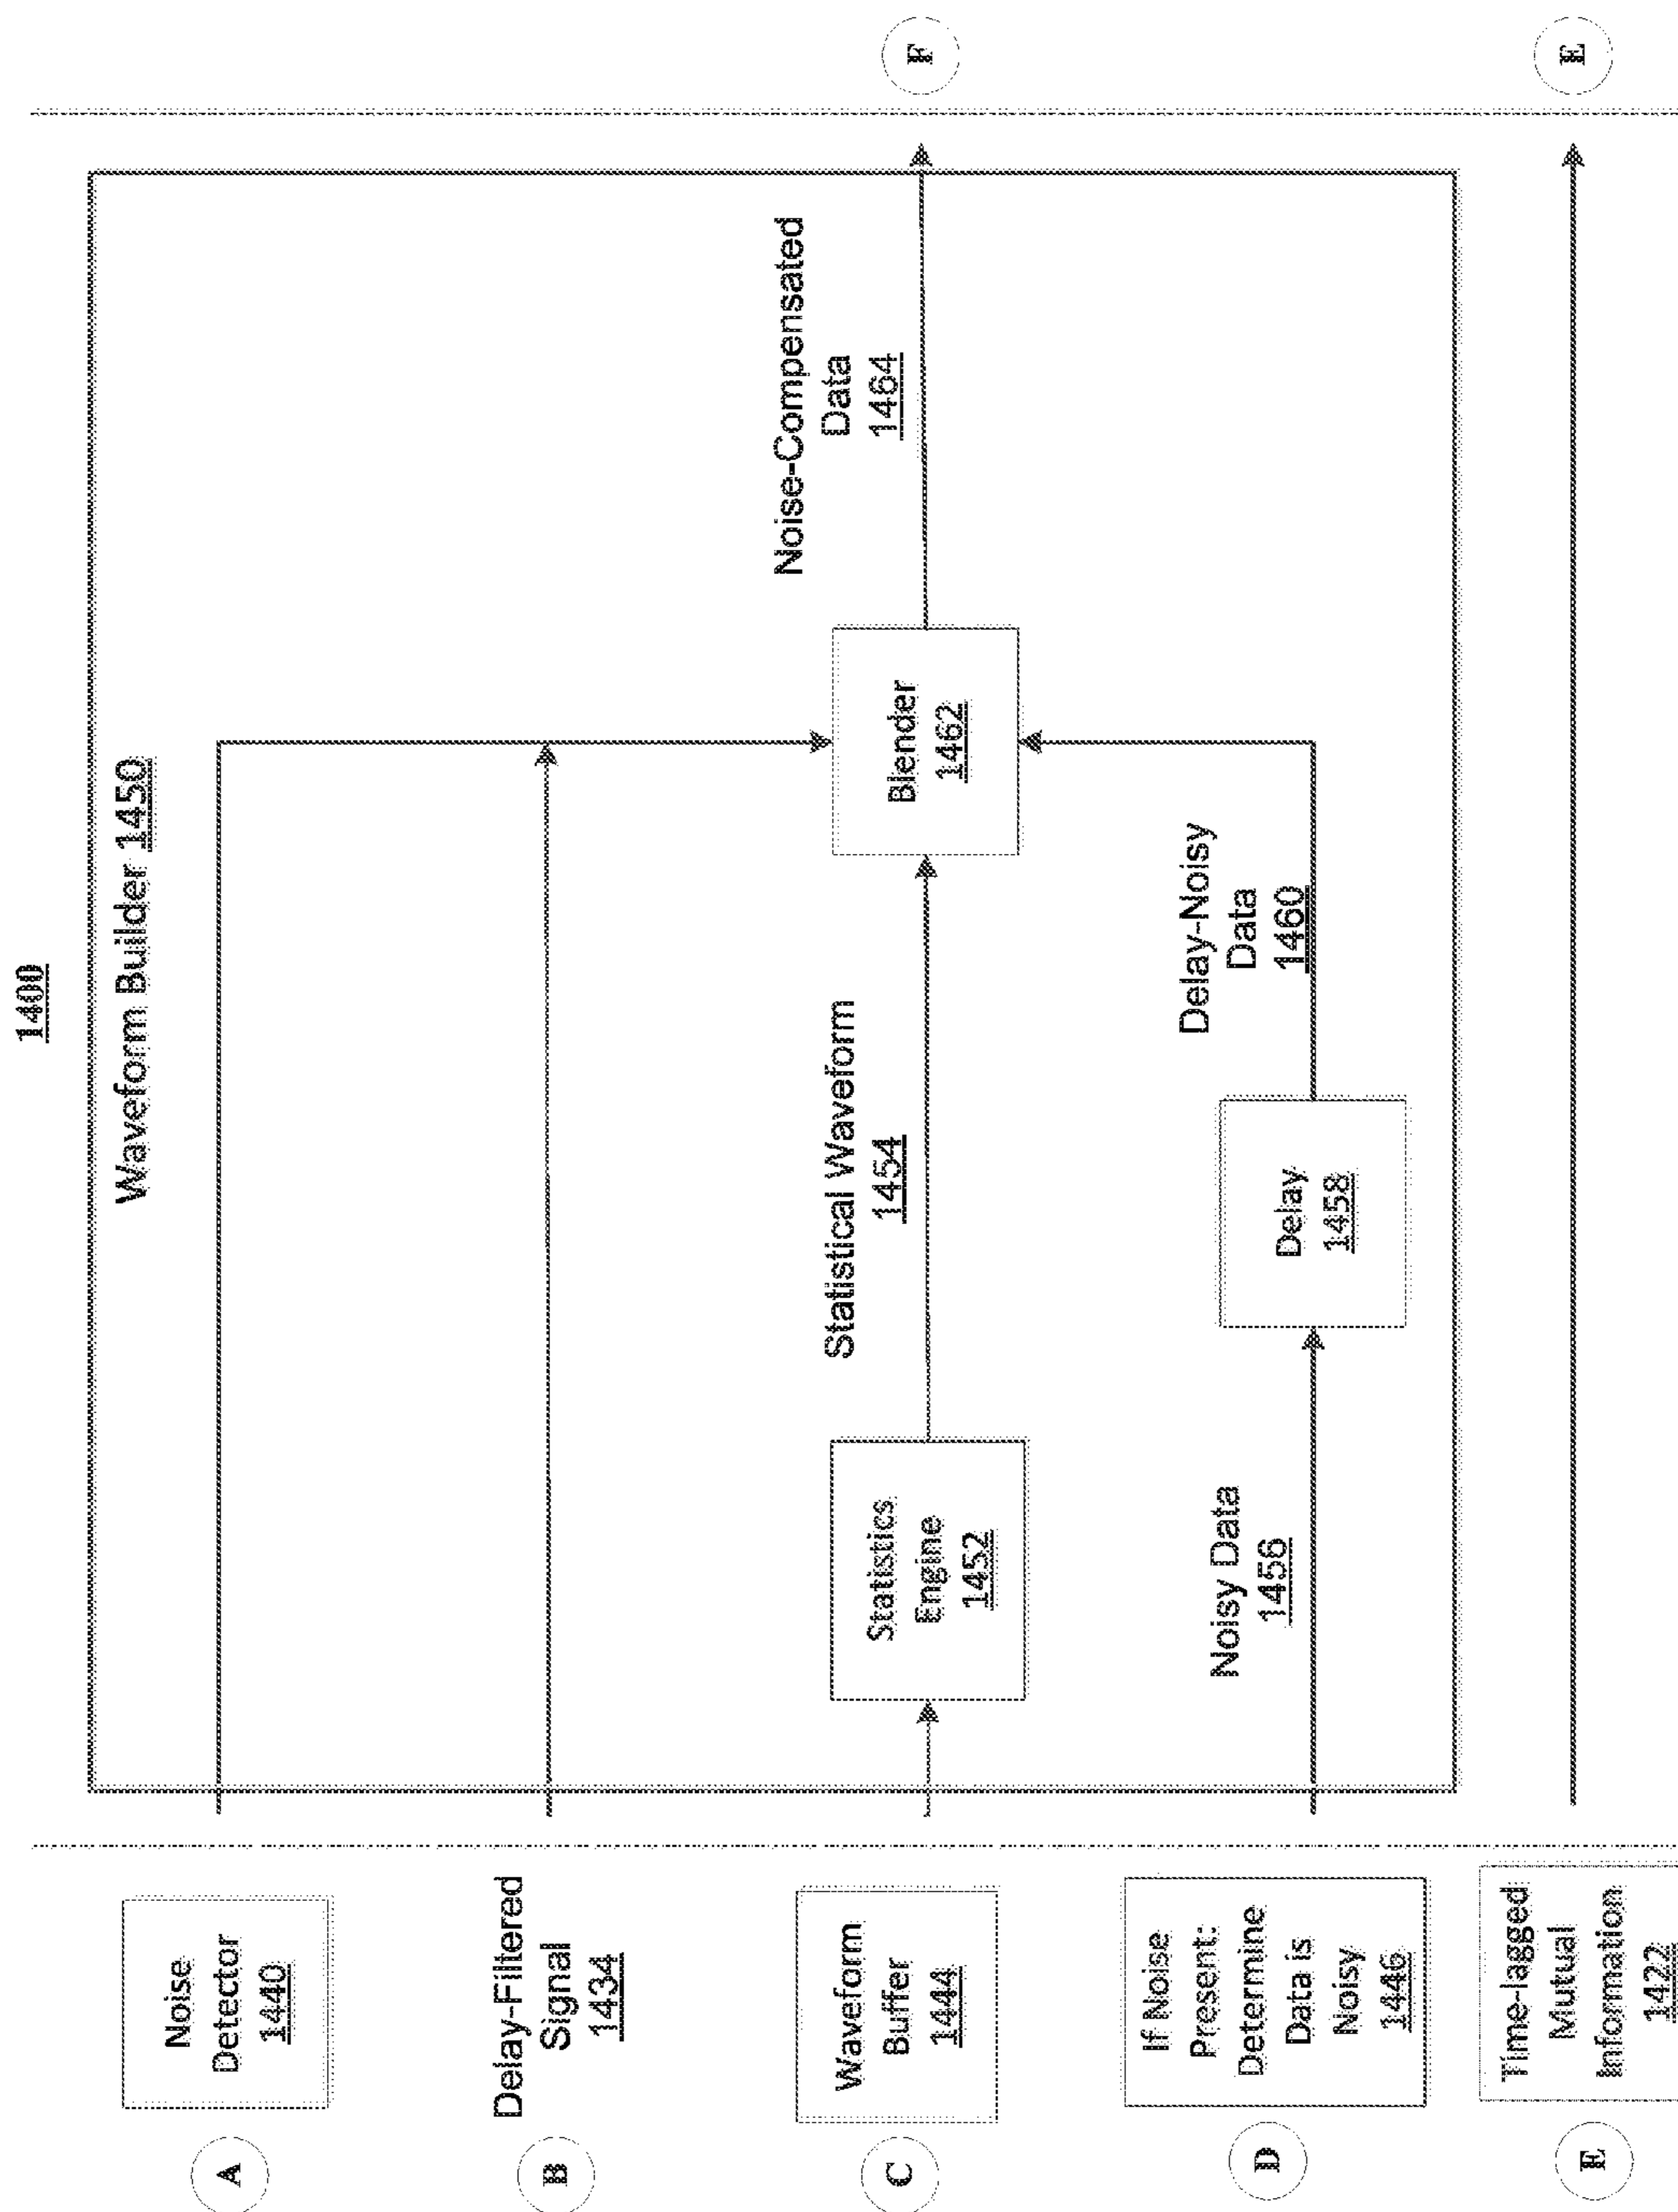 1400
Waveform Builder 1450
A
Noise
Detector
1440
B
Delay-Filtered
Signal
1434
C
Waveform
Buffer
1444
Statistics
Engine
1452
Statistical Waveform
1454
Blender
1462
Noise-Compensated
Data
1464
F
D
If Noise
Present:
Determine
Data is
Noisy
1446
Noisy Data
1456
Delay
1458
Delay-Noisy
Data
1460
E
Time-lagged
Mutual
Information
1422
E